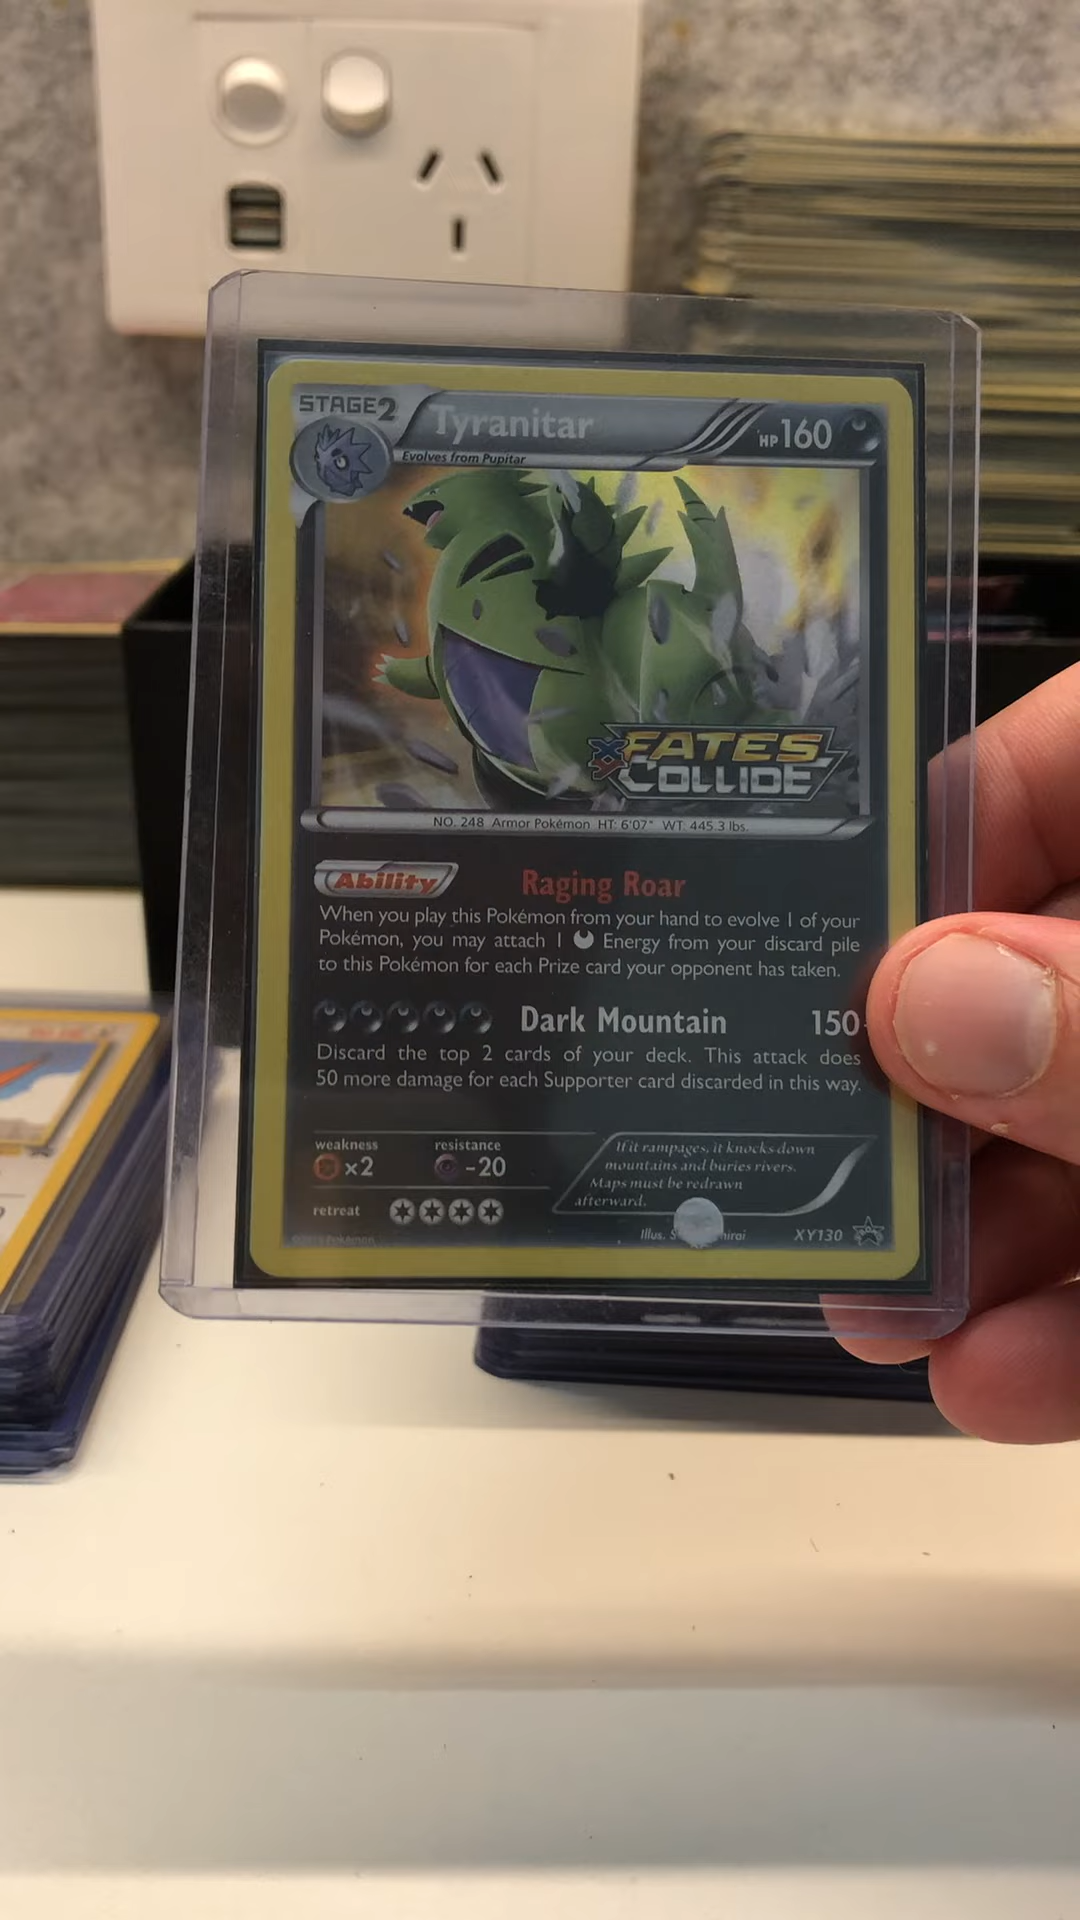 STAGE2
Tyranitar
HP160
Evolves from Pupitar
XY
FATES
COLLIDE
NO. 248 Armor Pokémon HT: 6'07" WT: 445.3 lbs.
Ability
Raging Roar
When you play this Pokémon from your hand to evolve 1 of your
Pokémon, you may attach 1 Energy from your discard pile
to this Pokémon for each Prize card your opponent has taken.
Dark Mountain 150
Discard the top 2 cards of your deck. This attack does
50 more damage for each Supporter card discarded in this way.
weakness
resistance
x2
-20
If it rampages, it knocks down
mountains and buries rivers.
Maps must be redrawn
afterward.
retreat
Illus.
XY130